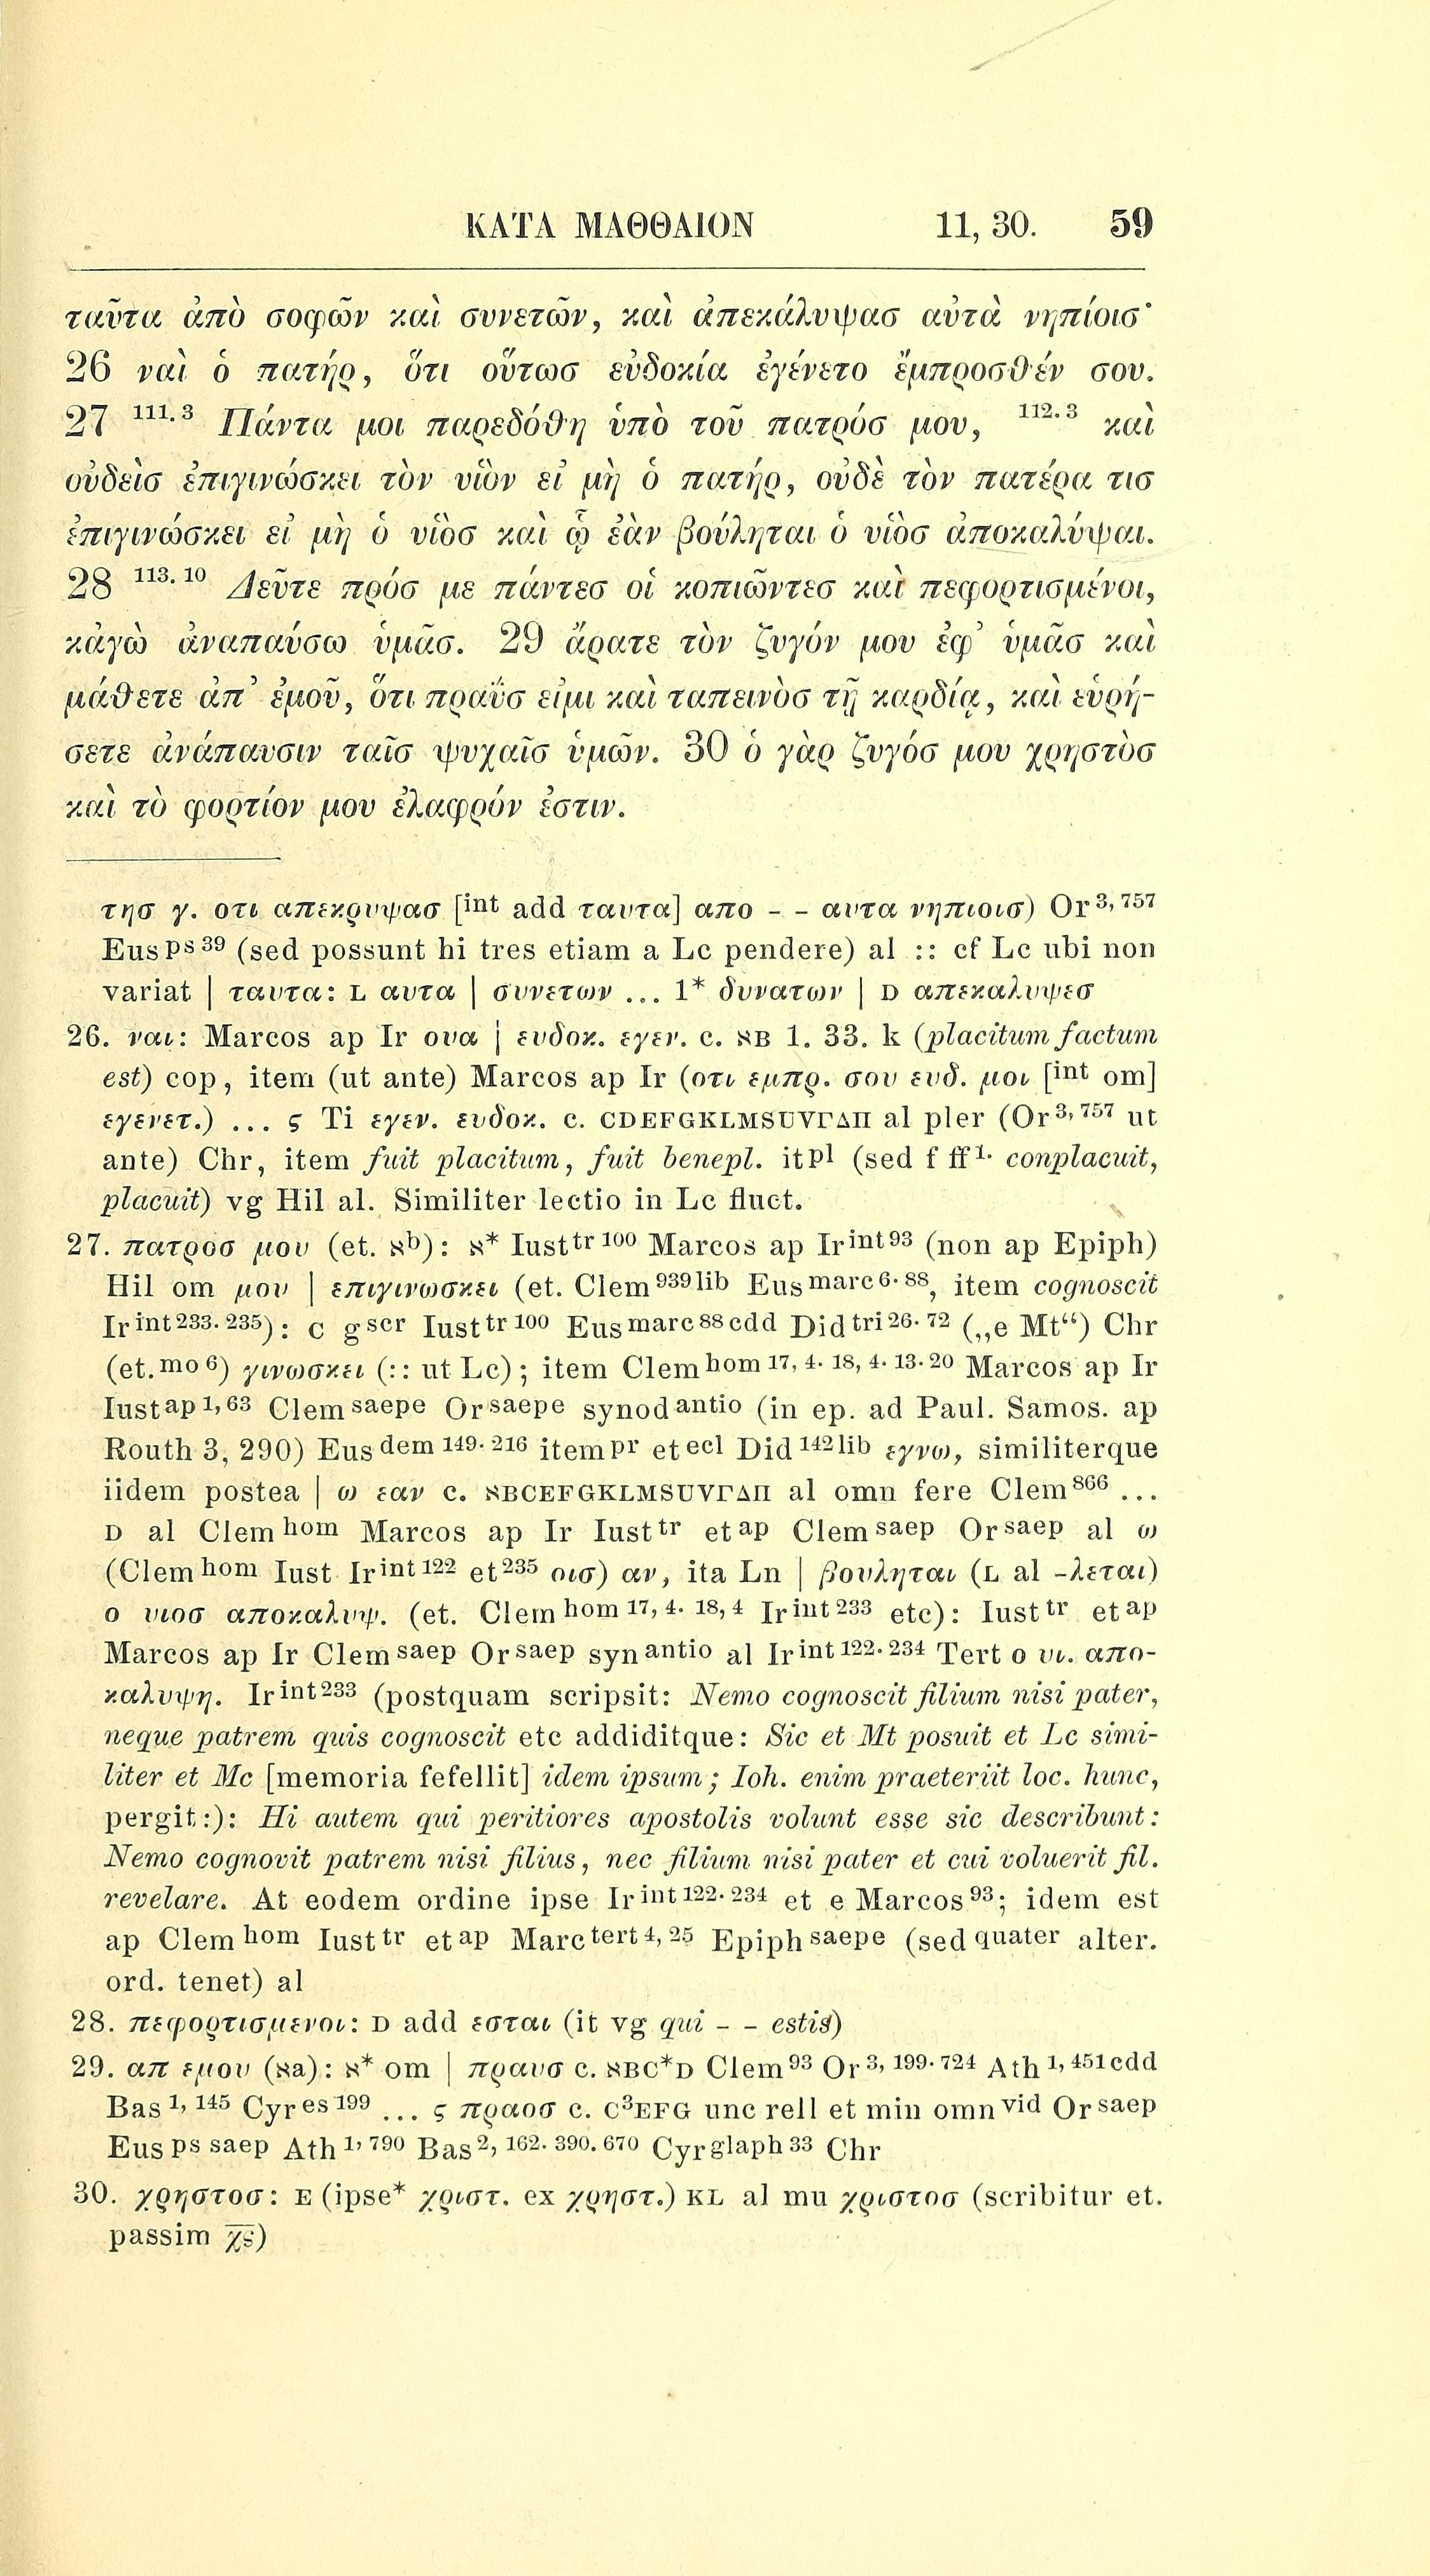 ΚΑΤΑ ΜΑΘΘΑΙΟΝ 11, 30. 59
ταῦτα ἀπὸ σοφῶν καὶ συνετῶν, καὶ ἀπεκάλυψασ αὐτὰ νηπίοισ·
26 ναὶ ὁ πατήρ, ὅτι οὕτωσ εὐδοκία ἐγένετο ἔμπροσθέν σου.
27 111.3 Πάντα μοι παρεδόθη ὑπὸ τοῦ πατρόσ μου, 112.3 καὶ
οὐδεὶσ ἐπιγινώσκει τὸν υἱὸν εἰ μὴ ὁ πατήρ, οὐδὲ τὸν πατέρα τισ
ἐπιγινώσκει εἰ μὴ ὁ υἱὸσ καὶ ᾧ ἐὰν βούληται ὁ υἱὸσ ἀποκαλύψαι.
28 113.10 Δεῦτε πρόσ με πάντεσ οἱ κοπιῶντεσ καὶ πεφορτισμένοι,
κἀγὼ ἀναπαύσω ὑμᾶσ. 29 ἄρατε τὸν ζυγόν μου ἐφ᾽ ὑμᾶσ καὶ
μάθετε ἀπ᾽ ἐμοῦ, ὅτι πραΰσ εἰμι καὶ ταπεινὸσ τῇ καρδίᾳ, καὶ εὑρή-
σετε ἀνάπαυσιν ταῖσ ψυχαῖσ ὑμῶν. 30 ὁ γὰρ ζυγόσ μου χρηστὸσ
καὶ τὸ φορτίον μου ἐλαφρόν ἐστιν.
τησ γ. οτι απεκρυψασ [int add ταυτα] απο - - αυτα νηπιοισ) Or 3, 757
Eus ps 39 (sed possunt hi tres etiam a Lc pendere) al :: cf Lc ubi non
variat | ταυτα: L αυτα | συνετων ... 1* δυνατων | D απεκαλυψεσ
26. ναι: Marcos ap Ir ουα | ευδοκ. εγεν. c. אB 1. 33. k (placitum factum
est) cop, item (ut ante) Marcos ap Ir (οτι εμπρ. σου ευδ. μοι [int om]
εγενετ.) ... ς Ti εγεν. ευδοκ. c. CDEFGKLMSUVΓΔΠ al pler (Or 3, 757 ut
ante) Chr, item fuit placitum, fuit benepl. it pl (sed f ff1. conplacuit,
placuit) vg Hil al. Similiter lectio in Lc fluct.
27. πατροσ μου (et. אb): א* Iust tr 100 Marcos ap Ir int 93 (non ap Epiph)
Hil om μου | επιγινωσκει (et. Clem 939 lib Eus marc 6. 88, item cognoscit
Ir int 233. 235): C g scr Iust tr 100 Eus marc 88 cdd Did tri 26. 72 („e Mt“) Chr
(et. mo 6) γινωσκει (:: ut Lc); item Clem hom 17, 4. 18, 4. 13. 20 Marcos ap Ir
Iust ap 1, 63 Clem saepe Or saepe synod antio (in ep. ad Paul. Samos. ap
Routh 3, 290) Eus dem 149. 216 item pr et ecl Did 142 lib εγνω, similiterque
iidem postea | ω εαν c. אBCEFGKLMSUVΓΔΠ al omn fere Clem 866 ...
D al Clem hom Marcos ap Ir Iust tr et ap Clem saep Or saep al ω
(Clem hom Iust Ir int 122 et 235 οισ) αν, ita Ln | βουληται (L al -λεται)
ο υιοσ αποκαλυψ. (et. Clem hom 17, 4. 18, 4 Ir int 233 etc): Iust tr et ap
Marcos ap Ir Clem saep Or saep syn antio al Ir int 122. 234 Tert ο υι. απο-
καλυψη. Ir int 233 (postquam scripsit: Nemo cognoscit filium nisi pater,
neque patrem quis cognoscit etc addiditque: Sic et Mt posuit et Lc simi-
liter et Mc [memoria fefellit] idem ipsum; Ioh. enim praeteriit loc. hunc,
pergit:): Hi autem qui peritiores apostolis volunt esse sic describunt:
Nemo cognovit patrem nisi filius, nec filium nisi pater et cui voluerit fil.
revelare. At eodem ordine ipse Ir int 122. 234 et e Marcos 93; idem est
ap Clem hom Iust tr et ap Marc tert 4, 25 Epiph saepe (sed quater alter.
ord. tenet) al
28. πεφορτισμενοι: D add εσται (it vg qui - - estis)
29. απ εμου (אa): א* om | πραυσ c. אBC*D Clem 93 Or 3, 199. 724 Ath 1, 451 cdd
Bas 1, 145 Cyr es 199 ... ς πραοσ c. C3EFG unc rell et min omn vid Or saep
Eus ps saep Ath 1, 790 Bas 2, 162. 390. 670 Cyr glaph 33 Chr
30. χρηστοσ: E (ipse* χριστ. ex χρηστ.) KL al mu χριστοσ (scribitur et.
passim χς)